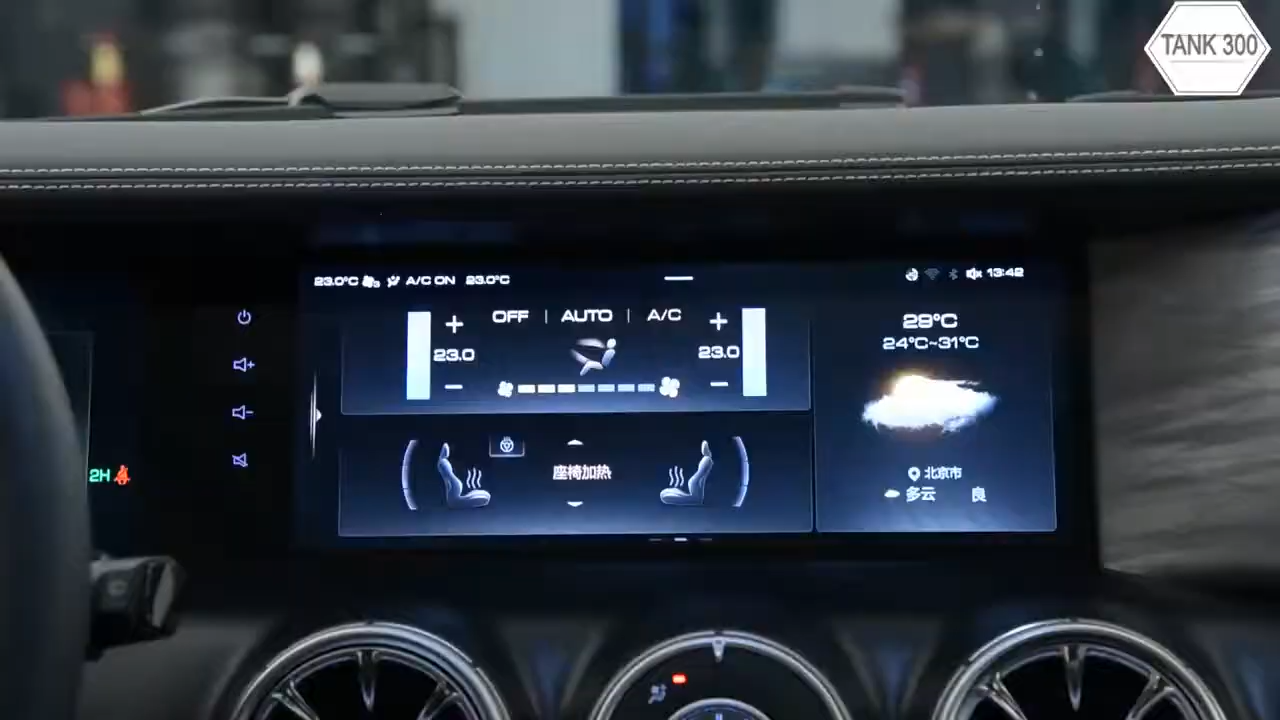 TANK 300
23.0°C A/C ON 23.0°C
13:42
OFF | AUTO | A/C
+ +
23.0 23.0
29°C
24°C~31°C
座椅加热
北京市
多云 良
2H